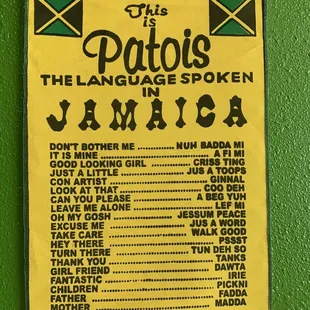 This
is
Patois
THE LANGUAGE SPOKEN
IN
JAMAICA
DON'T BOTHER ME ........... NUH BADDA MI
IT IS MINE ........... A FI MI
GOOD LOOKING GIRL ........... CRISS TING
JUST A LITTLE ........... JUS A TOOPS
CON ARTIST ........... GINNAL
LOOK AT THAT ........... COO DEH
CAN YOU PLEASE ........... A BEG YUH
LEAVE ME ALONE ........... LEF MI
OH MY GOSH ........... JESSUM PEACE
EXCUSE ME ........... JUS A WORD
TAKE CARE ........... WALK GOOD
HEY THERE ........... PSSST
TURN THERE ........... TUN DEH SO
THANK YOU ........... TANKS
GIRL FRIEND ........... DAWTA
FANTASTIC ........... IRIE
CHILDREN ........... PICKNI
FATHER ........... FADDA
MOTHER ........... MADDA